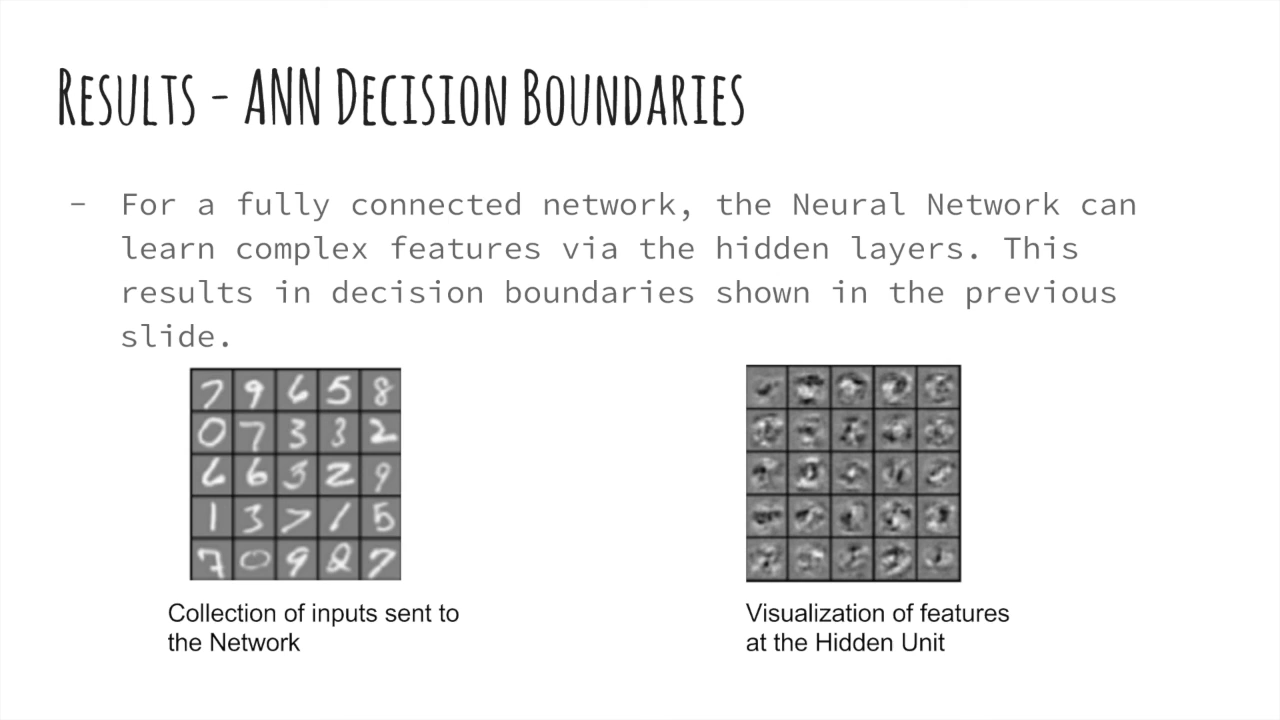 Results - ANN Decision Boundaries
- For a fully connected network, the Neural Network can
learn complex features via the hidden layers. This
results in decision boundaries shown in the previous
slide.
7 9 6 5 8
0 7 3 3 2
6 6 3 2 9
1 3 7 1 5
7 0 9 2 7
Collection of inputs sent to
the Network
Visualization of features
at the Hidden Unit